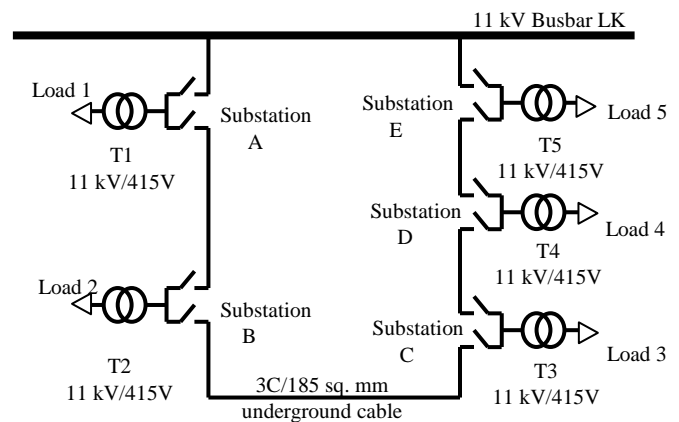 11 kV Busbar LK
Load 1
T1
11 kV/415V
Substation
A
Load 2
T2
11 kV/415V
Substation
B
3C/185 sq. mm
underground cable
Substation
E
T5
11 kV/415V
Load 5
Substation
D
T4
11 kV/415V
Load 4
Substation
C
T3
11 kV/415V
Load 3